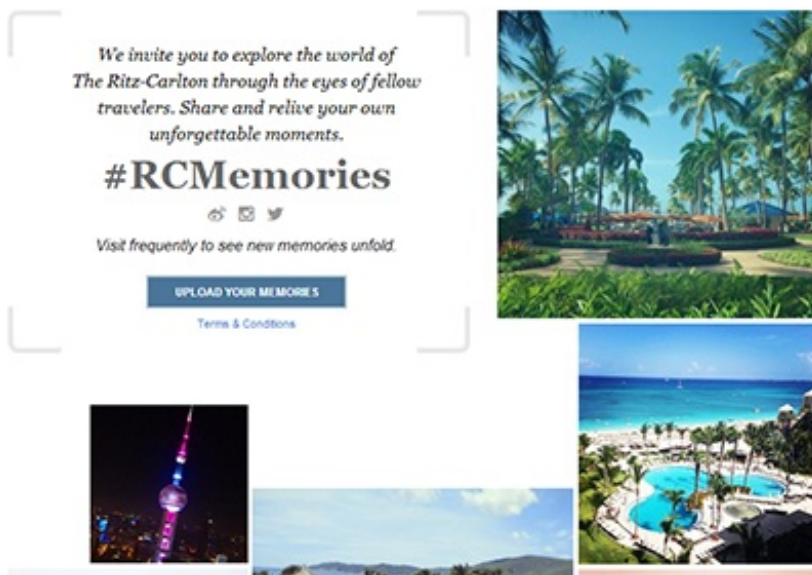 We invite you to explore the world of
The Ritz-Carlton through the eyes of fellow
travelers. Share and relive your own
unforgettable moments.
#RCMemories
Visit frequently to see new memories unfold.
UPLOAD YOUR MEMORIES
Terms & Conditions